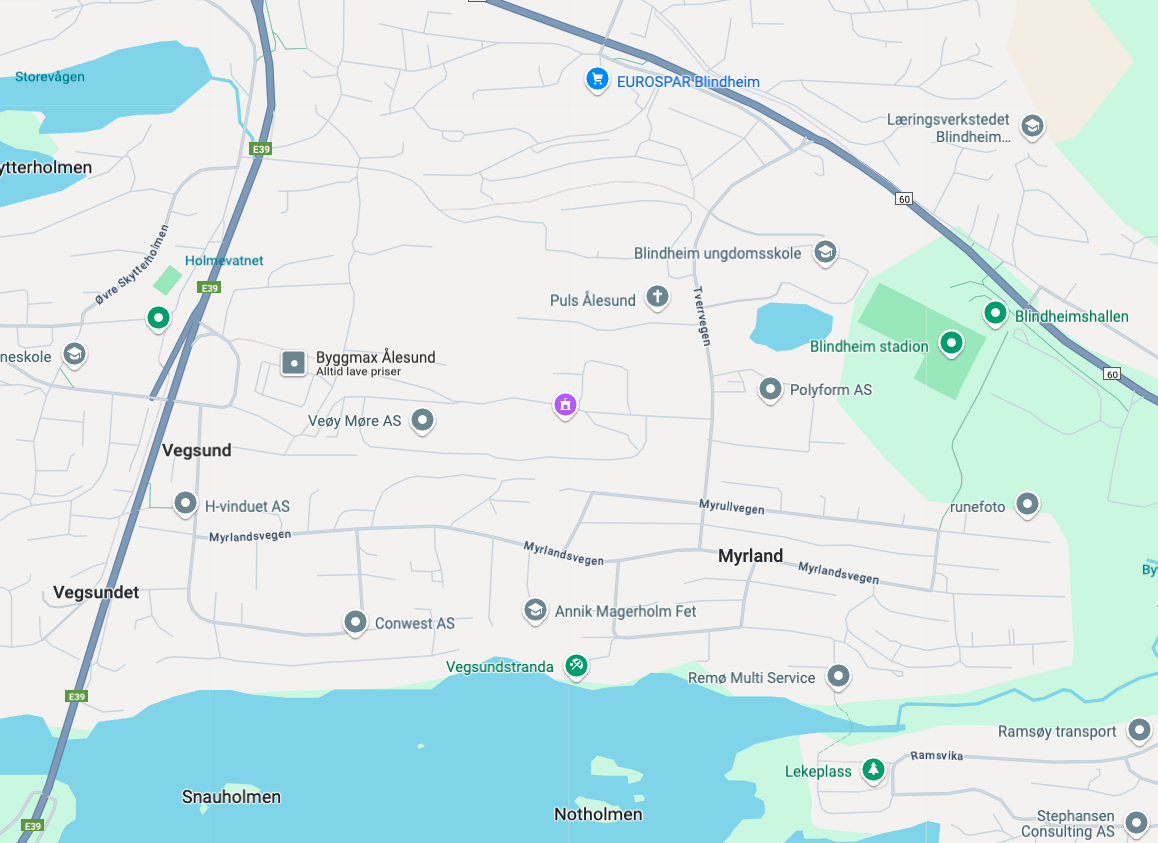 Storevågen
EUROSPAR Blindheim
Læringsverkstedet
Blindheim...
E39
ytterholmen
60
Øvre Skytterholmen
Holmevatnet
Blindheim ungdomsskole
E39
Puls Ålesund
Tverrvegen
Blindheimshallen
Blindheim stadion
neskole
Byggmax Ålesund
Alltid lave priser
60
Polyform AS
Veøy Møre AS
Vegsund
H-vinduet AS
Myrullvegen
runefoto
Myrlandsvegen
Myrlandsvegen
Myrland
Myrlandsvegen
By
Vegsundet
Annik Magerholm Fet
Conwest AS
Vegsundstranda
Remø Multi Service
E39
Ramsøy transport
Ramsvika
Lekeplass
Snauholmen
Notholmen
Stephansen
Consulting AS
E39